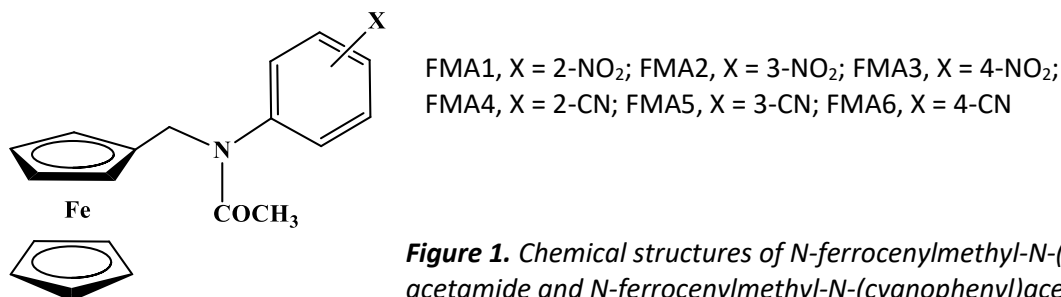 X
FMA1, X = 2-NO₂; FMA2, X = 3-NO₂; FMA3, X = 4-NO₂;
FMA4, X = 2-CN; FMA5, X = 3-CN; FMA6, X = 4-CN
N
Fe
COCH₃
Figure 1. Chemical structures of N-ferrocenylmethyl-N-(
acetamide and N-ferrocenylmethyl-N-(cyanophenyl)ace